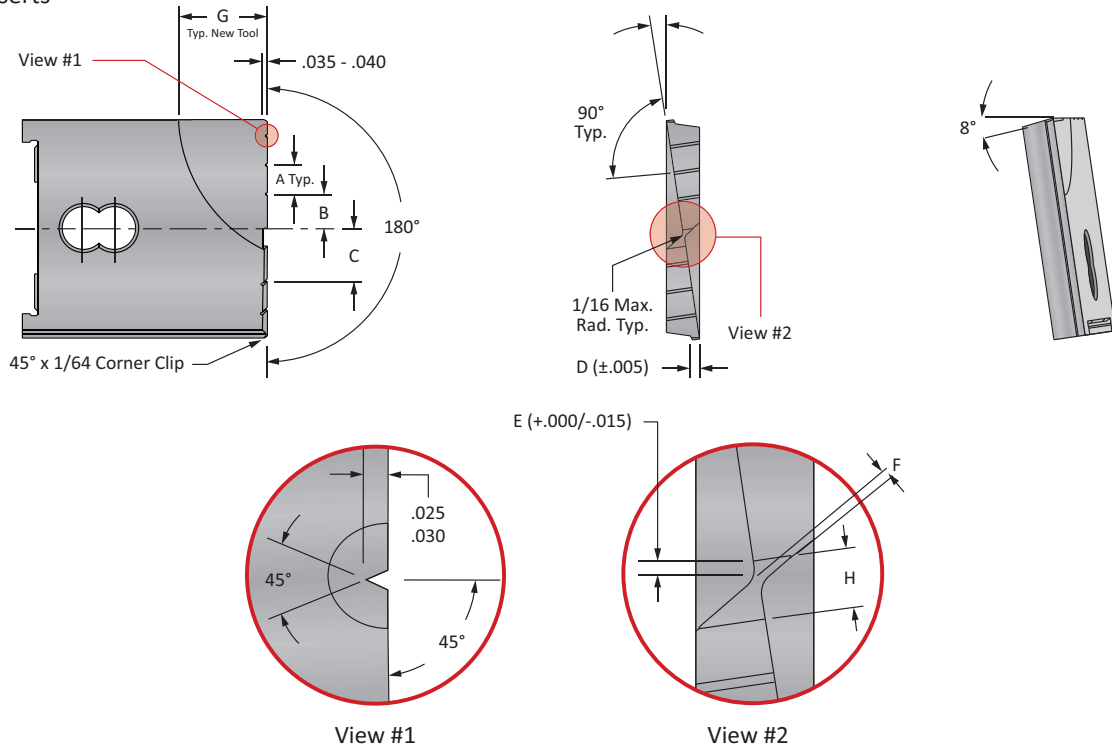 G
Typ. New Tool
View #1
.035 - .040
A Typ.
B
C
180°
45° x 1/64 Corner Clip
90°
Typ.
1/16 Max.
Rad. Typ.
View #2
D (±.005)
8°
E (+.000/-.015)
.025
.030
45°
45°
View #1
F
H
View #2